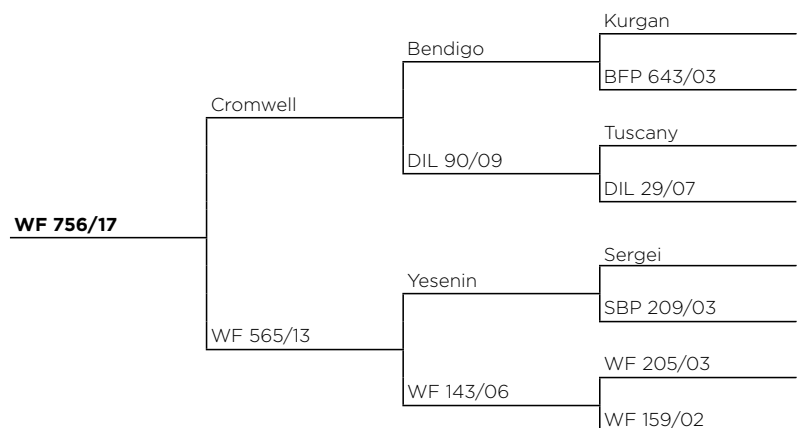 Kurgan
Bendigo
BFP 643/03
Cromwell
Tuscany
DIL 90/09
DIL 29/07
WF 756/17
Sergei
Yesenin
SBP 209/03
WF 565/13
WF 205/03
WF 143/06
WF 159/02